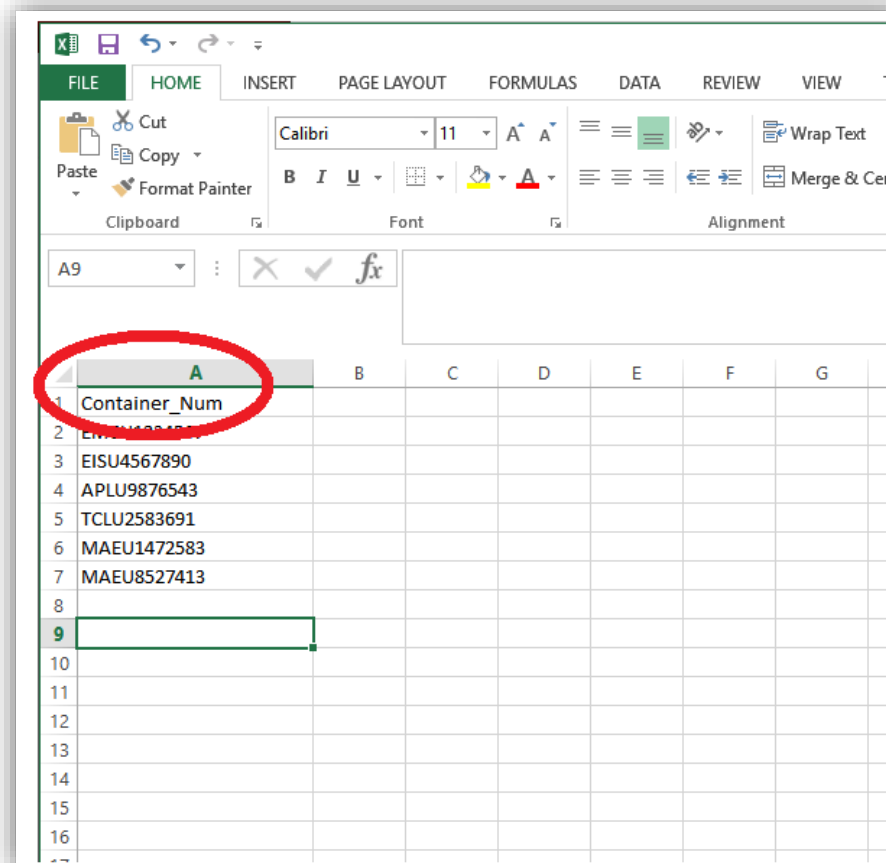 FILE HOME INSERT PAGE LAYOUT FORMULAS DATA REVIEW VIEW
Cut
Copy
Format Painter
Paste
Calibri 11 A A
B I U A
Wrap Text
Merge &
Clipboard Font Alignment
A9 fx
A B C D E F G
1 Container_Num
2
3 EISU4567890
4 APLU9876543
5 TCLU2583691
6 MAEU1472583
7 MAEU8527413
8
9
10
11
12
13
14
15
16